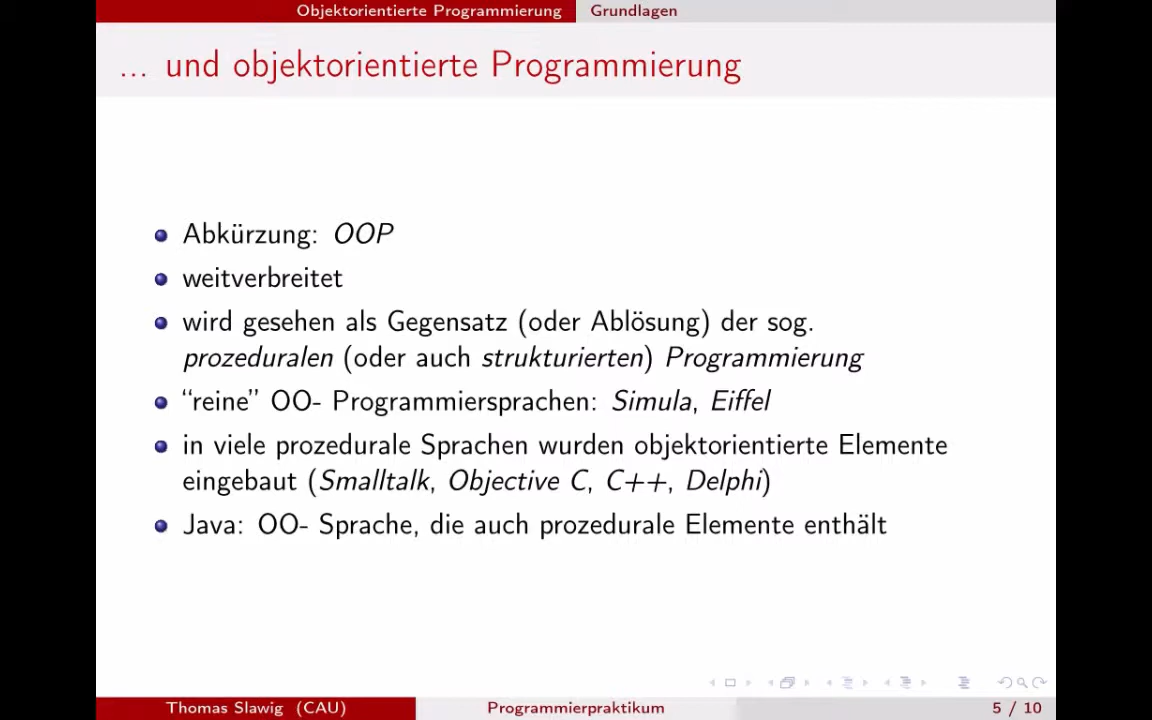 Objektorientierte Programmierung Grundlagen
... und objektorientierte Programmierung
Abkürzung: OOP
weitverbreitet
wird gesehen als Gegensatz (oder Ablösung) der sog.
prozeduralen (oder auch strukturierten) Programmierung
“reine” OO- Programmiersprachen: Simula, Eiffel
in viele prozedurale Sprachen wurden objektorientierte Elemente
eingebaut (Smalltalk, Objective C, C++, Delphi)
Java: OO- Sprache, die auch prozedurale Elemente enthält
Thomas Slawig (CAU) Programmierpraktikum 5 / 10